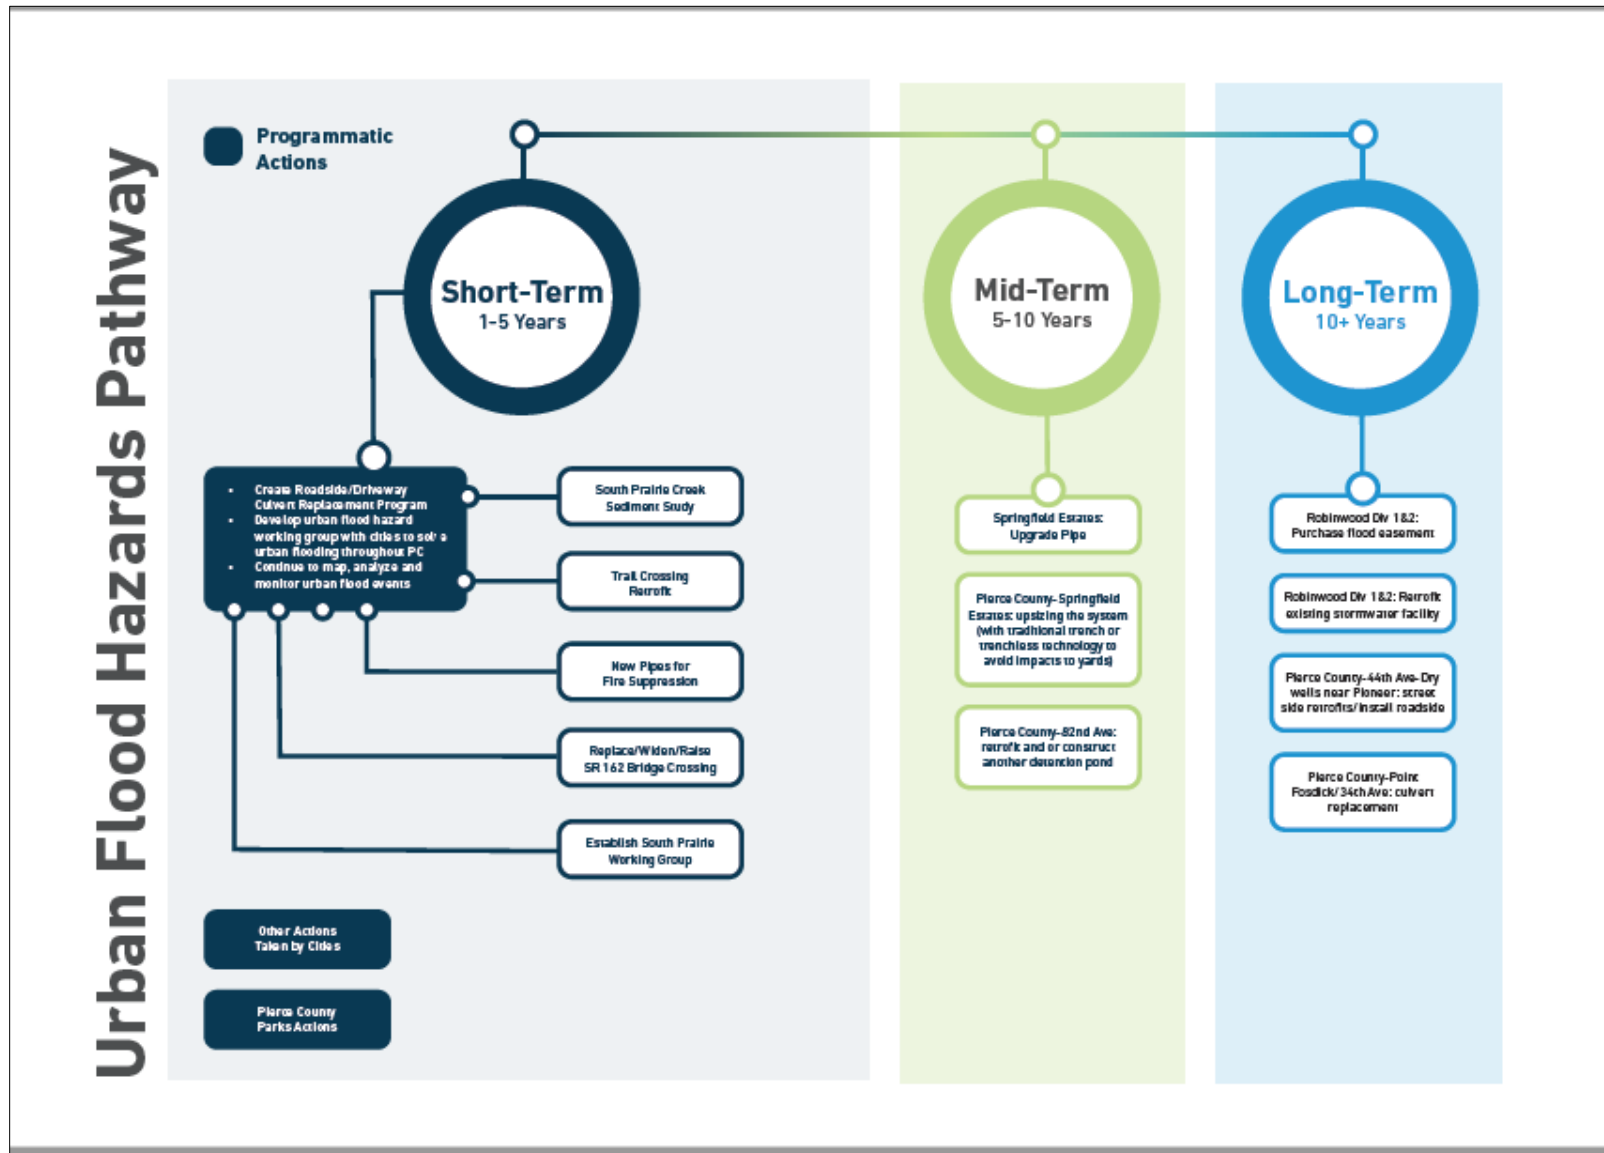 Urban Flood Hazards Pathway
Programmatic
Actions
Short-Term
1-5 Years
• Create Roadside/Driveway
Culvert Replacement Program
• Develop urban flood hazard
working group with cities to solve
urban flooding throughout PC
• Continue to map, analyze and
monitor urban flood events
South Prairie Creek
Sediment Study
Trail Crossing
Retrofit
New Pipes for
Fire Suppression
Replace/Widen/Raise
SR 162 Bridge Crossing
Establish South Prairie
Working Group
Other Actions
Taken by Cities
Pierce County
Parks Actions
Mid-Term
5-10 Years
Springfield Estates:
Upgrade Pipe
Pierce County-Springfield
Estates: upsizing the system
(with traditional trench or
trenchless technology to
avoid impacts to yards)
Pierce County-82nd Ave:
retrofit and or construct
another detention pond
Long-Term
10+ Years
Robinwood Div 1&2:
Purchase flood easement
Robinwood Div 1&2: Retrofit
existing stormwater facility
Pierce County-44th Ave-Dry
wells near Pioneer: street
side retrofits/install roadside
Pierce County-Point
Fosdick/34th Ave: culvert
replacement